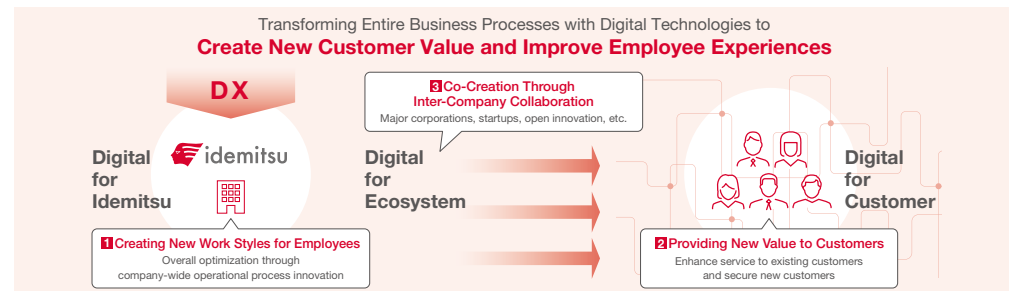 Transforming Entire Business Processes with Digital Technologies to
Create New Customer Value and Improve Employee Experiences
DX
idemitsu
Digital
for
Idemitsu
1 Creating New Work Styles for Employees
Overall optimization through
company-wide operational process innovation
3 Co-Creation Through
Inter-Company Collaboration
Major corporations, startups, open innovation, etc.
Digital
for
Ecosystem
Digital
for
Customer
2 Providing New Value to Customers
Enhance service to existing customers
and secure new customers